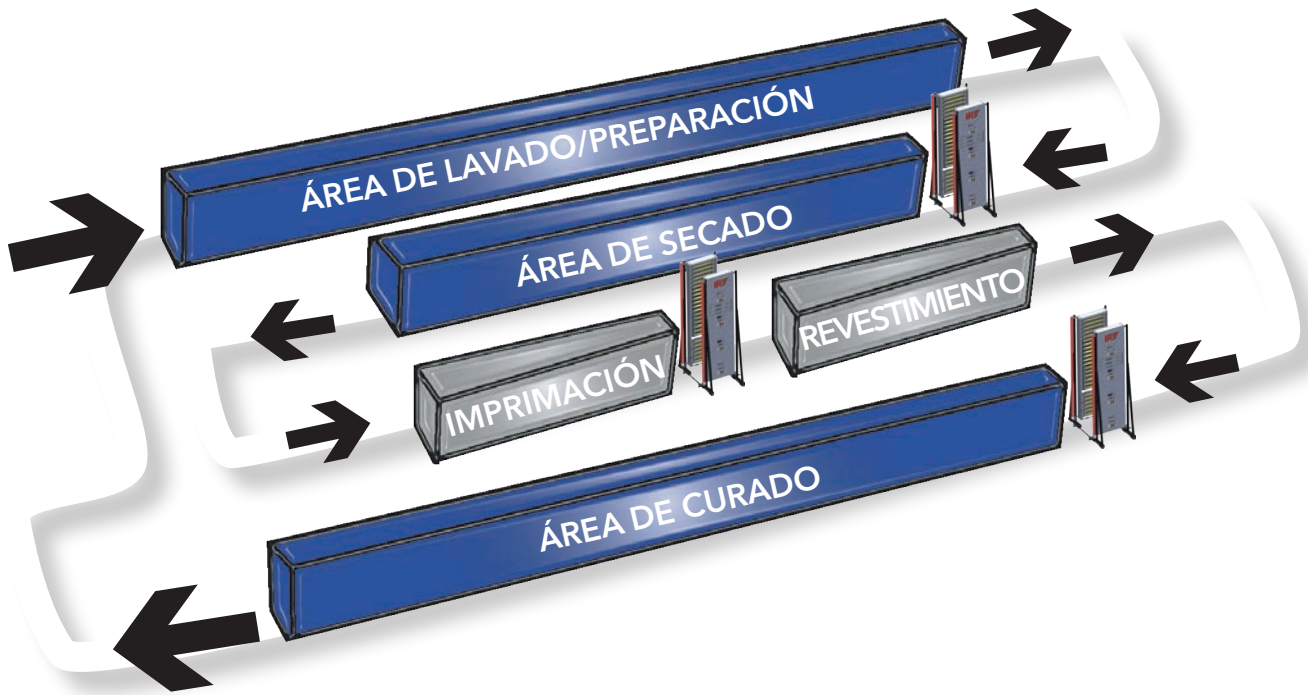 ÁREA DE LAVADO/PREPARACIÓN
ÁREA DE SECADO
REVESTIMIENTO
IMPRIMACIÓN
ÁREA DE CURADO